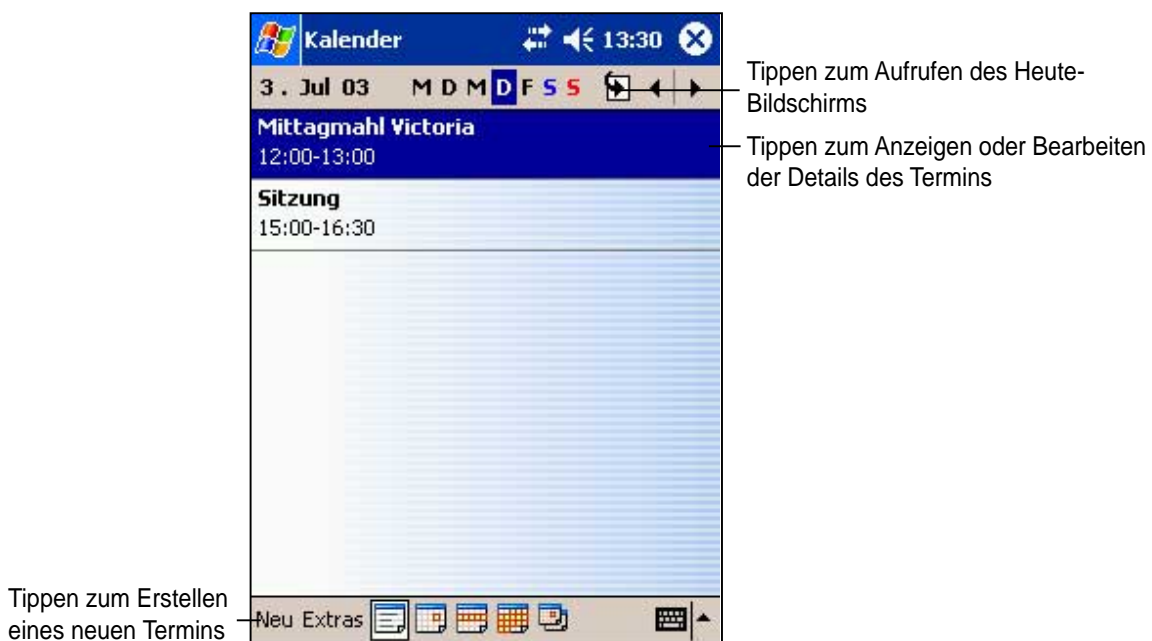 Kalender 13:30
3. Jul 03 M D M D F S S
Tippen zum Aufrufen des Heute-
Bildschirms
Mittagmahl Victoria
12:00-13:00
Tippen zum Anzeigen oder Bearbeiten
der Details des Termins
Sitzung
15:00-16:30
Tippen zum Erstellen
eines neuen Termins
Neu Extras